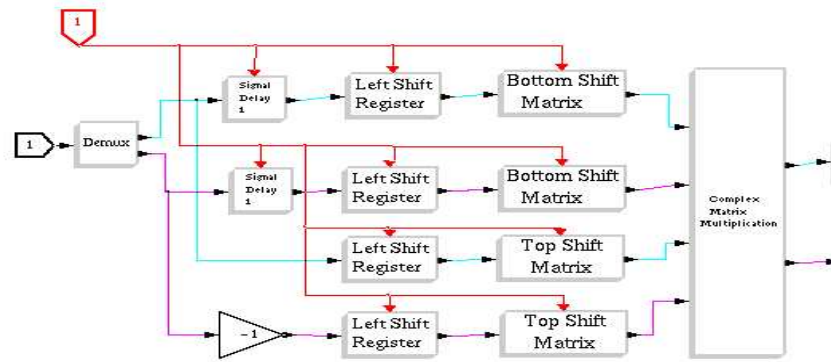 1
Signal
Delay
1
Left Shift
Register
Bottom Shift
Matrix
1
Demux
Signal
Delay
1
Left Shift
Register
Bottom Shift
Matrix
Complex
Matrix
Multiplication
Left Shift
Register
Top Shift
Matrix
-1
Left Shift
Register
Top Shift
Matrix